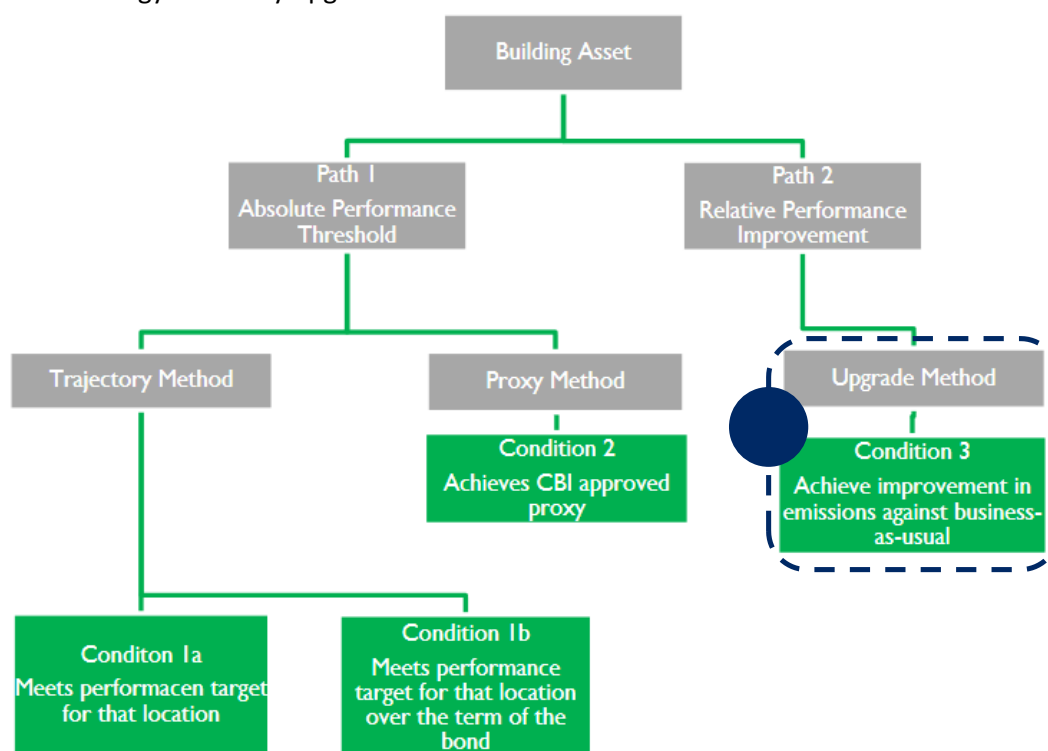 Building Asset
Path 1
Absolute Performance
Threshold
Path 2
Relative Performance
Improvement
Trajectory Method
Proxy Method
Upgrade Method
Condition 2
Achieves CBI approved
proxy
Condition 3
Achieve improvement in
emissions against business-
as-usual
Conditon 1a
Meets performacen target
for that location
Condition 1b
Meets performance
target for that location
over the term of the
bond